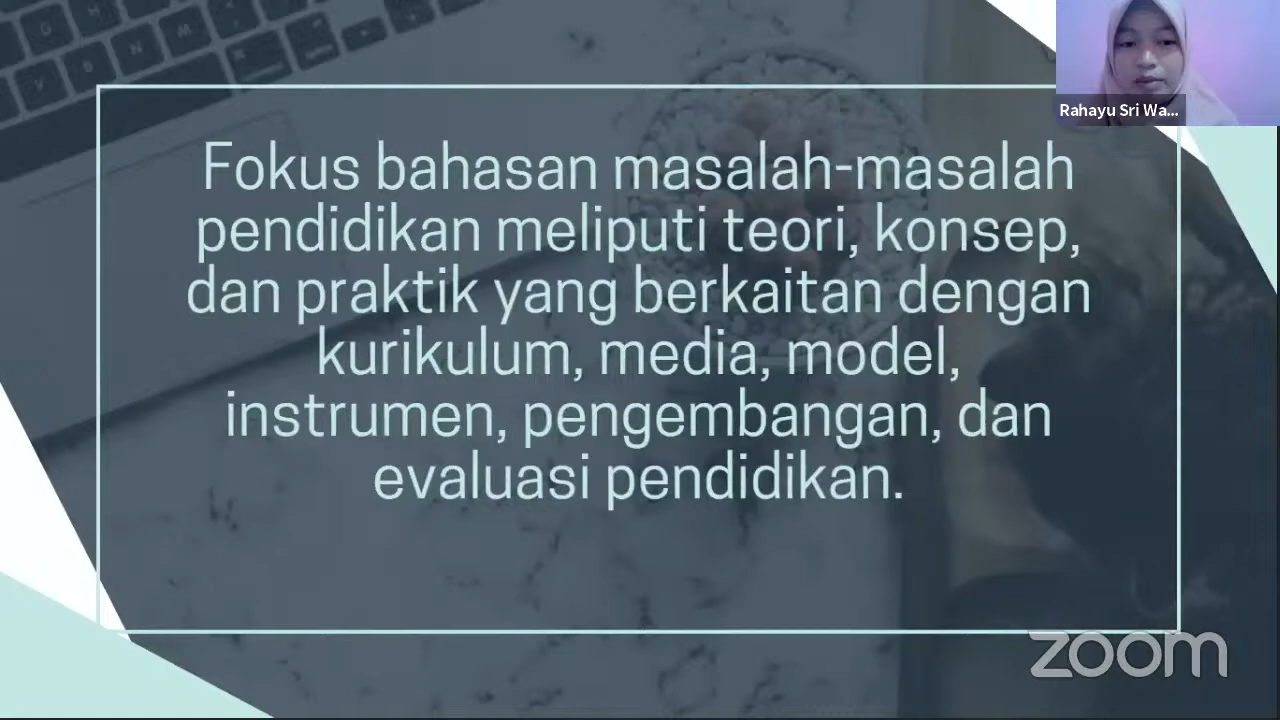 Rahayu Sri Wa...
Fokus bahasan masalah-masalah
pendidikan meliputi teori, konsep,
dan praktik yang berkaitan dengan
kurikulum, media, model,
instrumen, pengembangan, dan
evaluasi pendidikan.
zoom